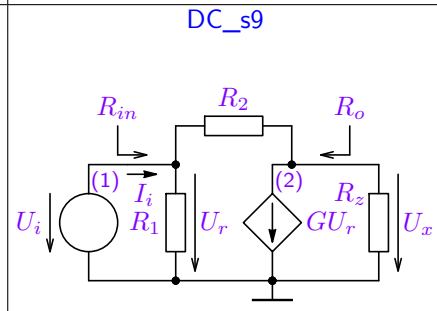 DC_s9
R_in R_2 R_o
(1) (2)
I_i R_z
U_i R_1 U_r GU_r U_x